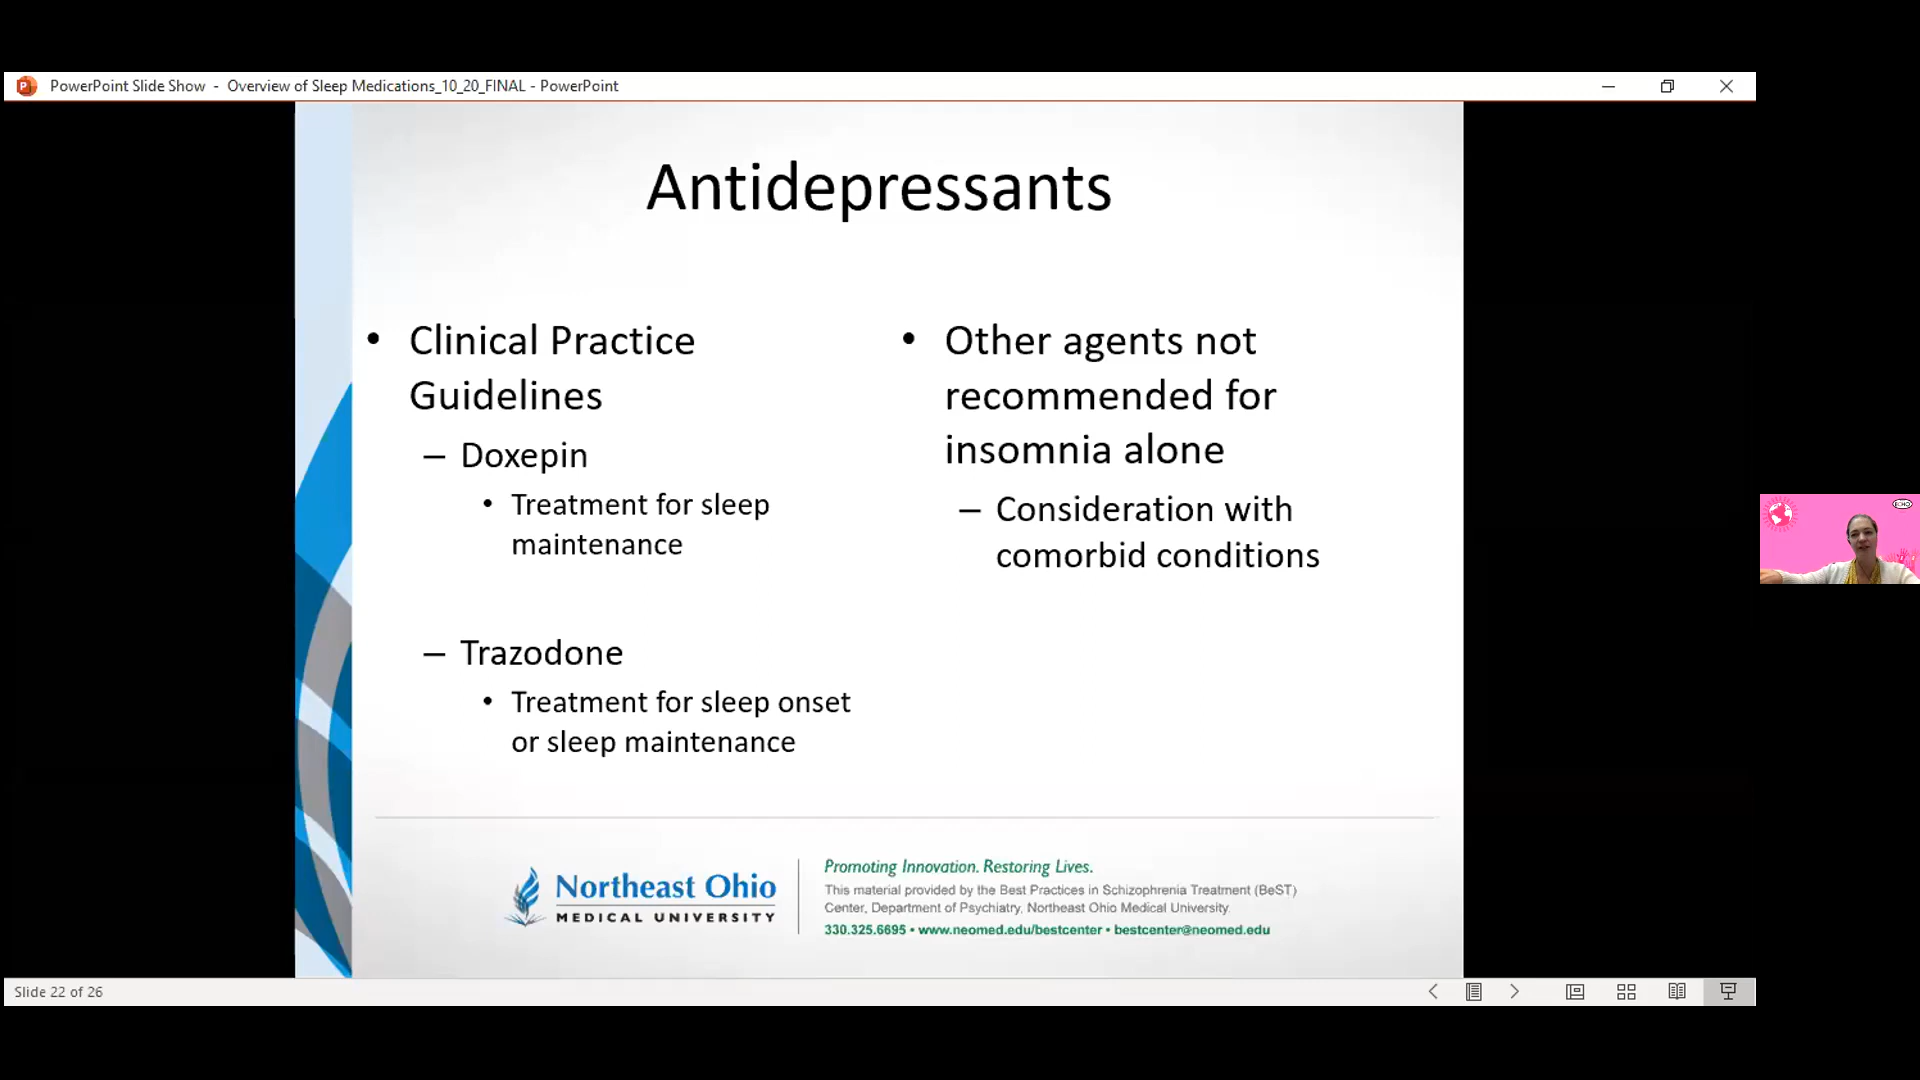 PowerPoint Slide Show - Overview of Sleep Medications_10_20_FINAL - PowerPoint
Antidepressants
• Clinical Practice
Guidelines
– Doxepin
• Treatment for sleep
maintenance
– Trazodone
• Treatment for sleep onset
or sleep maintenance
• Other agents not
recommended for
insomnia alone
– Consideration with
comorbid conditions
Northeast Ohio
MEDICAL UNIVERSITY
Promoting Innovation. Restoring Lives.
This material provided by the Best Practices in Schizophrenia Treatment (BeST)
Center, Department of Psychiatry, Northeast Ohio Medical University.
330.325.6695 • www.neomed.edu/bestcenter • bestcenter@neomed.edu
Slide 22 of 26
ECHO